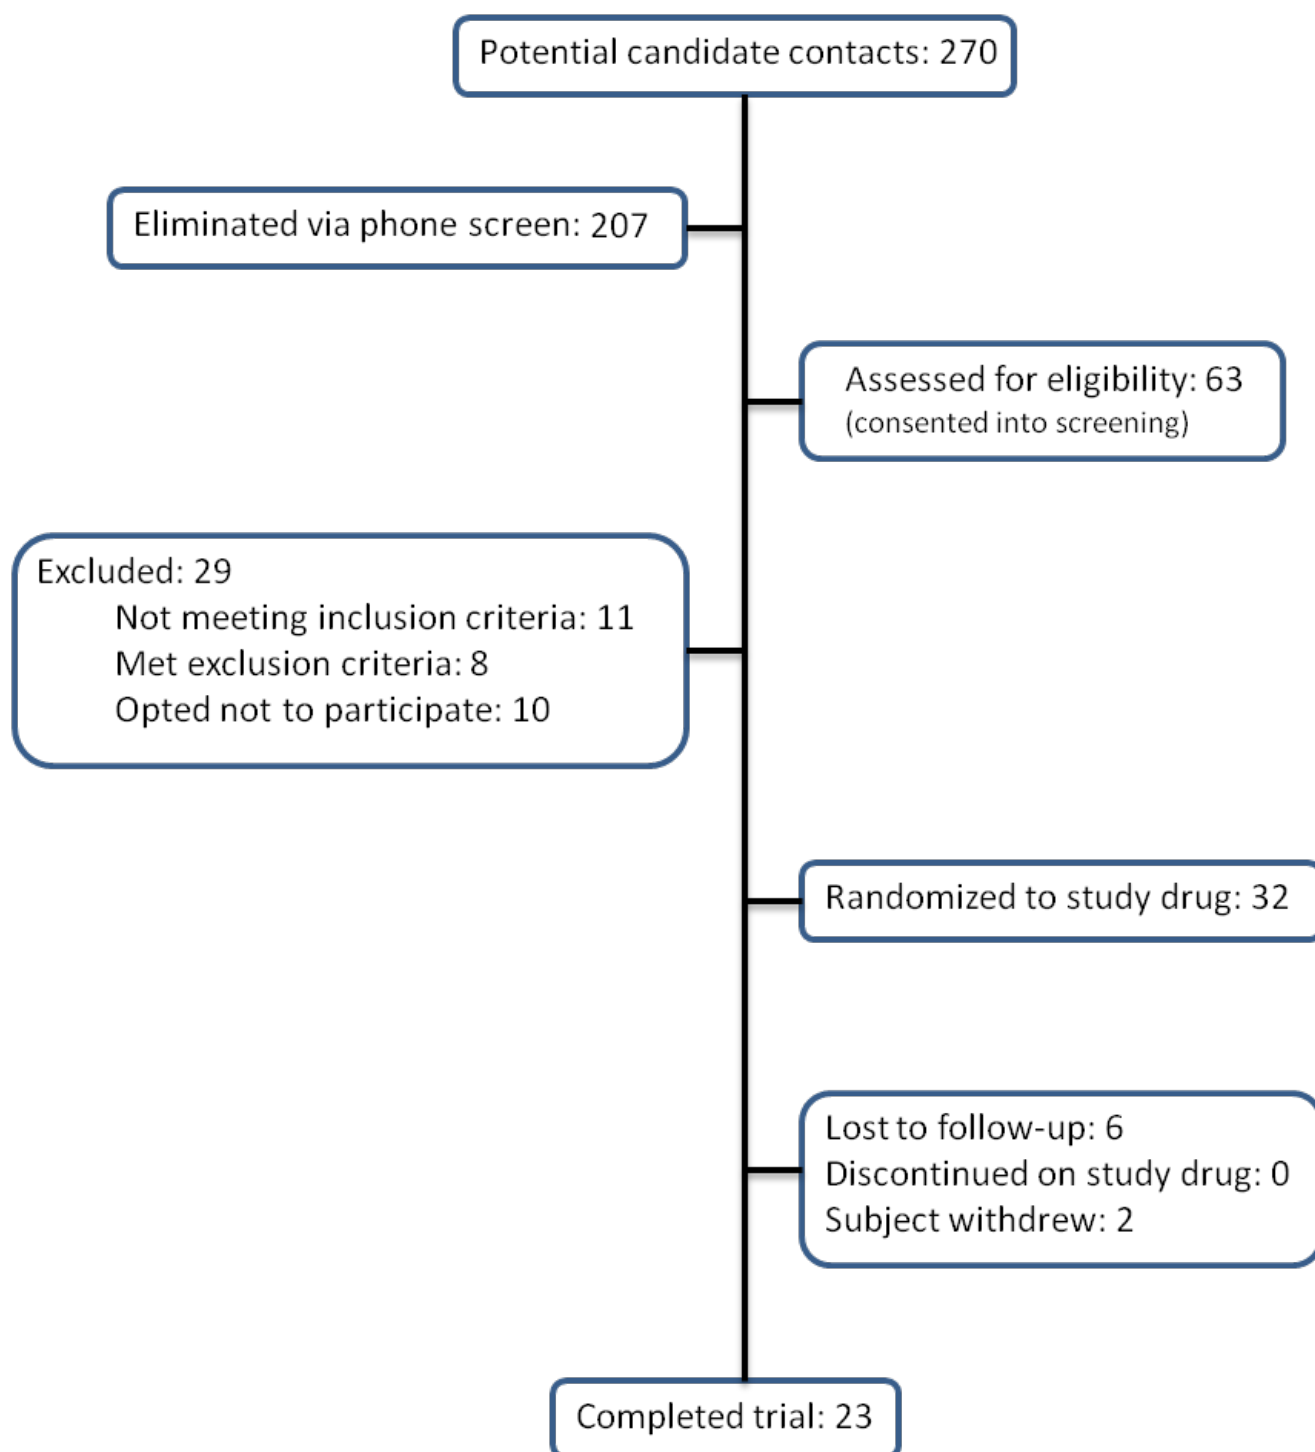 Potential candidate contacts: 270
Eliminated via phone screen: 207
Assessed for eligibility: 63
(consented into screening)
Excluded: 29
Not meeting inclusion criteria: 11
Met exclusion criteria: 8
Opted not to participate: 10
Randomized to study drug: 32
Lost to follow-up: 6
Discontinued on study drug: 0
Subject withdrew: 2
Completed trial: 23